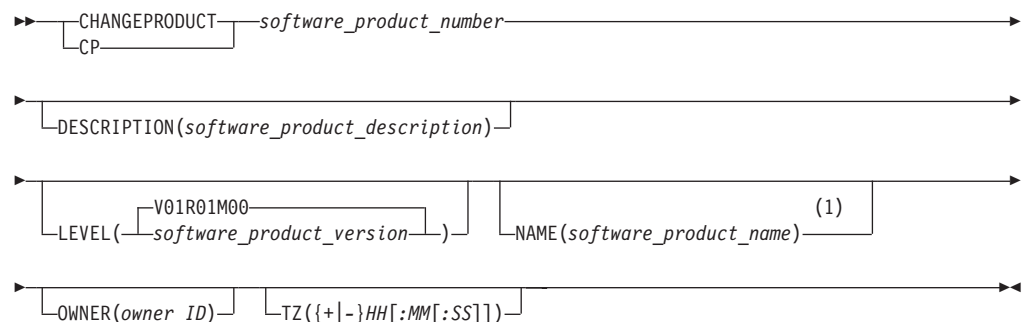 CHANGEPRODUCT software_product_number
CP
DESCRIPTION(software_product_description)
V01R01M00 (1)
LEVEL( software_product_version ) NAME(software_product_name)
OWNER(owner ID) TZ({+|-}HH[:MM[:SS]])